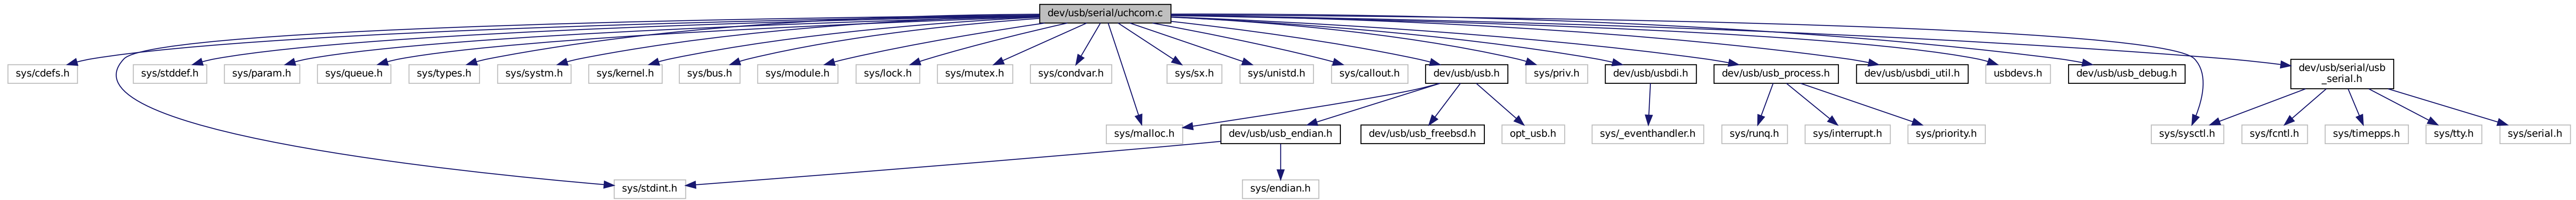 dev/usb/serial/uchcom.c
sys/cdefs.h
sys/stddef.h
sys/param.h
sys/queue.h
sys/types.h
sys/systm.h
sys/kernel.h
sys/bus.h
sys/module.h
sys/lock.h
sys/mutex.h
sys/condvar.h
sys/sx.h
sys/unistd.h
sys/callout.h
dev/usb/usb.h
sys/priv.h
dev/usb/usbdi.h
dev/usb/usb_process.h
dev/usb/usbdi_util.h
usbdevs.h
dev/usb/usb_debug.h
dev/usb/serial/usb
_serial.h
sys/malloc.h
dev/usb/usb_endian.h
dev/usb/usb_freebsd.h
opt_usb.h
sys/_eventhandler.h
sys/runq.h
sys/interrupt.h
sys/priority.h
sys/sysctl.h
sys/fcntl.h
sys/timepps.h
sys/tty.h
sys/serial.h
sys/stdint.h
sys/endian.h